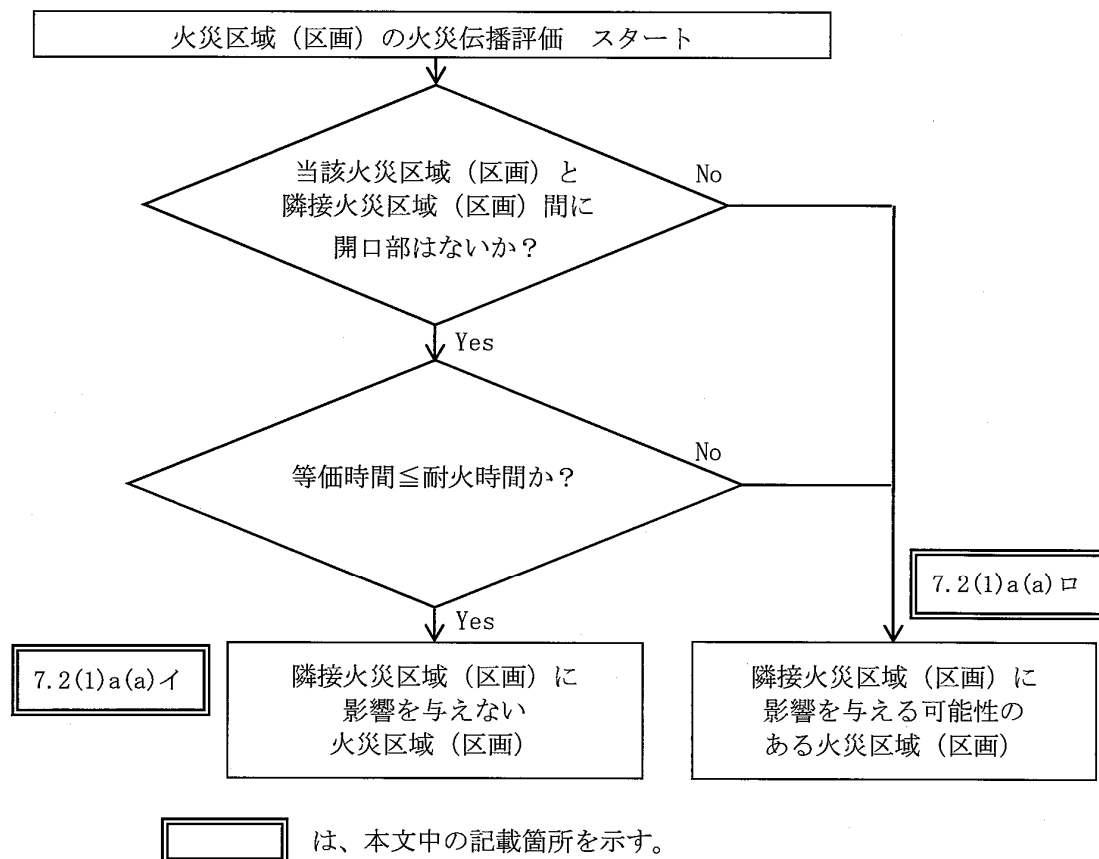 火災区域（区画）の火災伝播評価　スタート
当該火災区域（区画）と
隣接火災区域（区画）間に
開口部はないか？
No
Yes
等価時間≦耐火時間か？
No
Yes
7.2(1)a(a)ロ
7.2(1)a(a)イ
隣接火災区域（区画）に
影響を与えない
火災区域（区画）
隣接火災区域（区画）に
影響を与える可能性の
ある火災区域（区画）
は、本文中の記載箇所を示す。